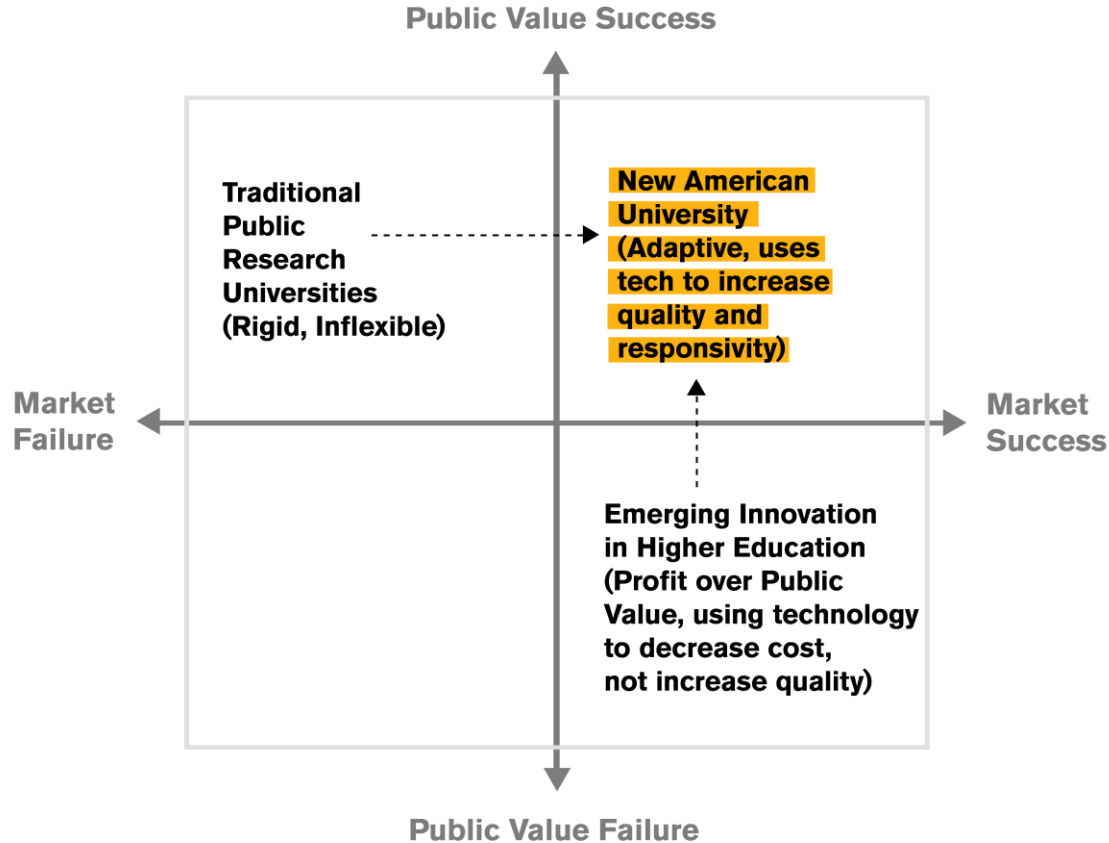 Public Value Success
Traditional
Public
Research
Universities
(Rigid, Inflexible)
New American
University
(Adaptive, uses
tech to increase
quality and
responsivity)
Market
Failure
Market
Success
Emerging Innovation
in Higher Education
(Profit over Public
Value, using technology
to decrease cost,
not increase quality)
Public Value Failure